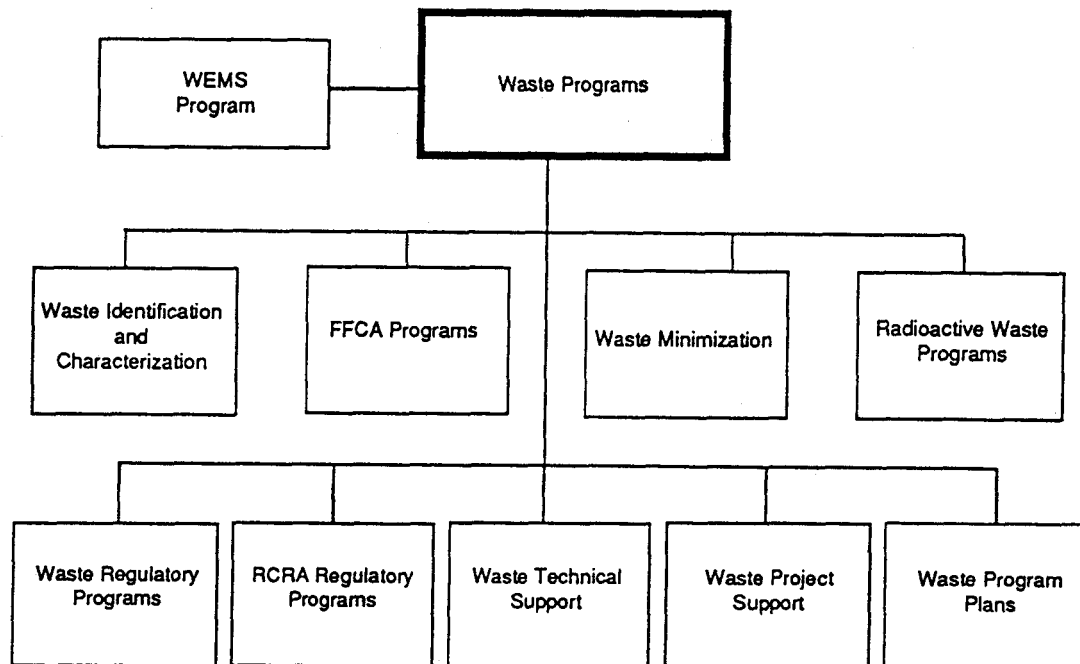 WEMS
Program
Waste Programs
Waste Identification
and
Characterization
FFCA Programs
Waste Minimization
Radioactive Waste
Programs
Waste Regulatory
Programs
RCRA Regulatory
Programs
Waste Technical
Support
Waste Project
Support
Waste Program
Plans